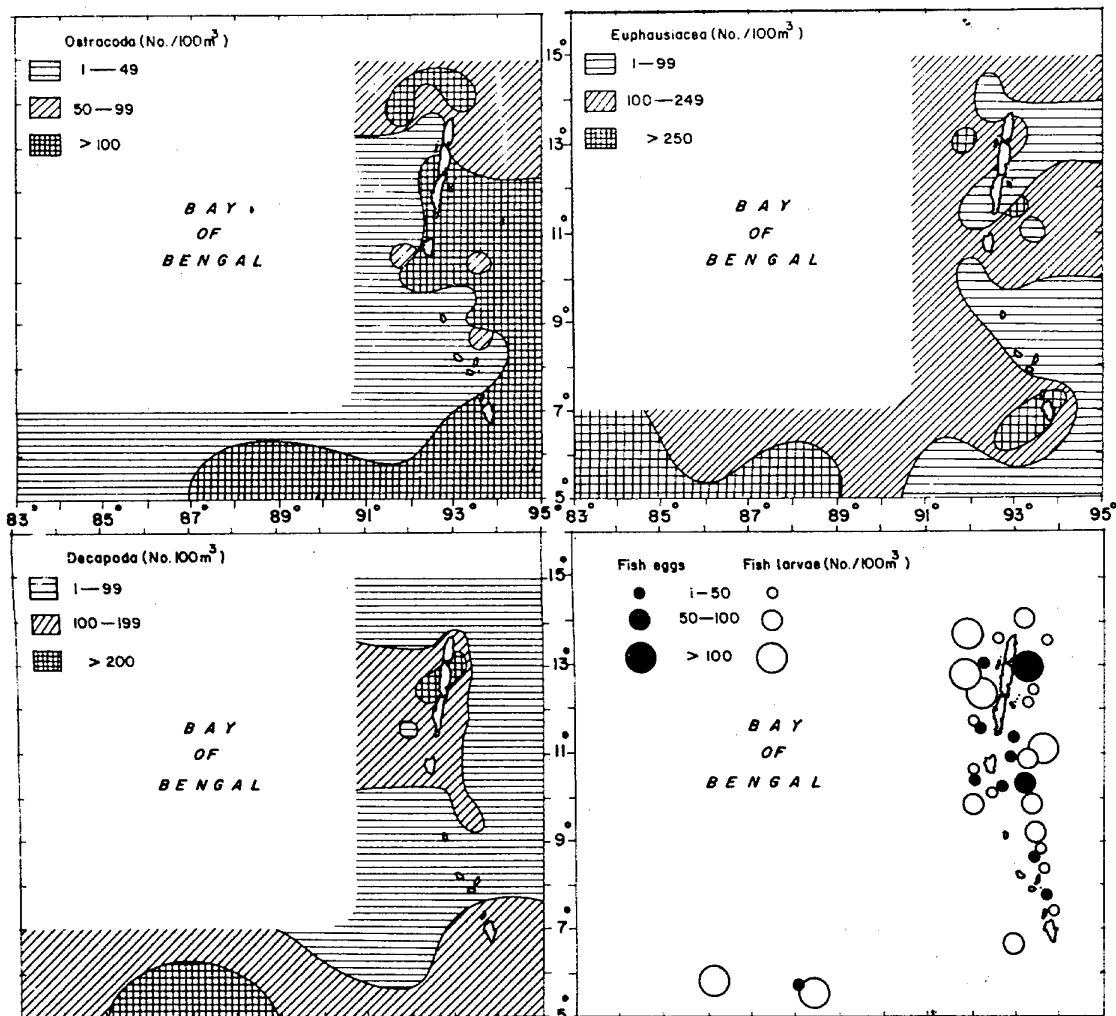 Ostracoda (No./100m³)
1—49
50—99
> 100
BAY
OF
BENGAL
83° 85° 87° 89° 91° 93° 95°
Euphausiacea (No./100m³)
1—99
100—249
> 250
BAY
OF
BENGAL
15°
13°
11°
9°
7°
5°
83° 85° 87° 89° 91° 93° 95°
Decapoda (No.100m³)
1—99
100—199
> 200
BAY
OF
BENGAL
Fish eggs Fish larvae (No./100m³)
1—50
50—100
> 100
BAY
OF
BENGAL
15°
13°
11°
9°
7°
5°